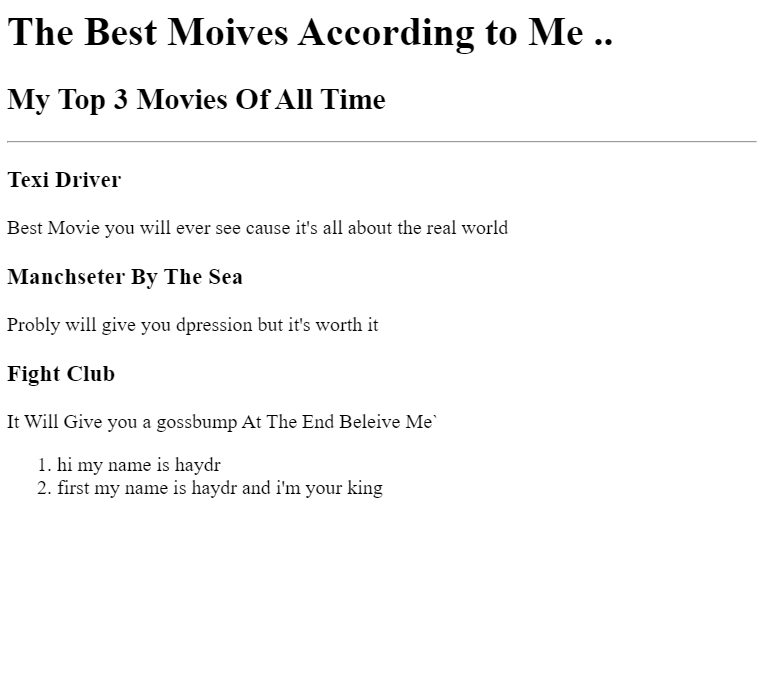 The Best Moives According to Me ..
My Top 3 Movies Of All Time
Texi Driver
Best Movie you will ever see cause it's all about the real world
Manchseter By The Sea
Probly will give you dpression but it's worth it
Fight Club
It Will Give you a gossbump At The End Beleive Me`
1. hi my name is haydr
2. first my name is haydr and i'm your king